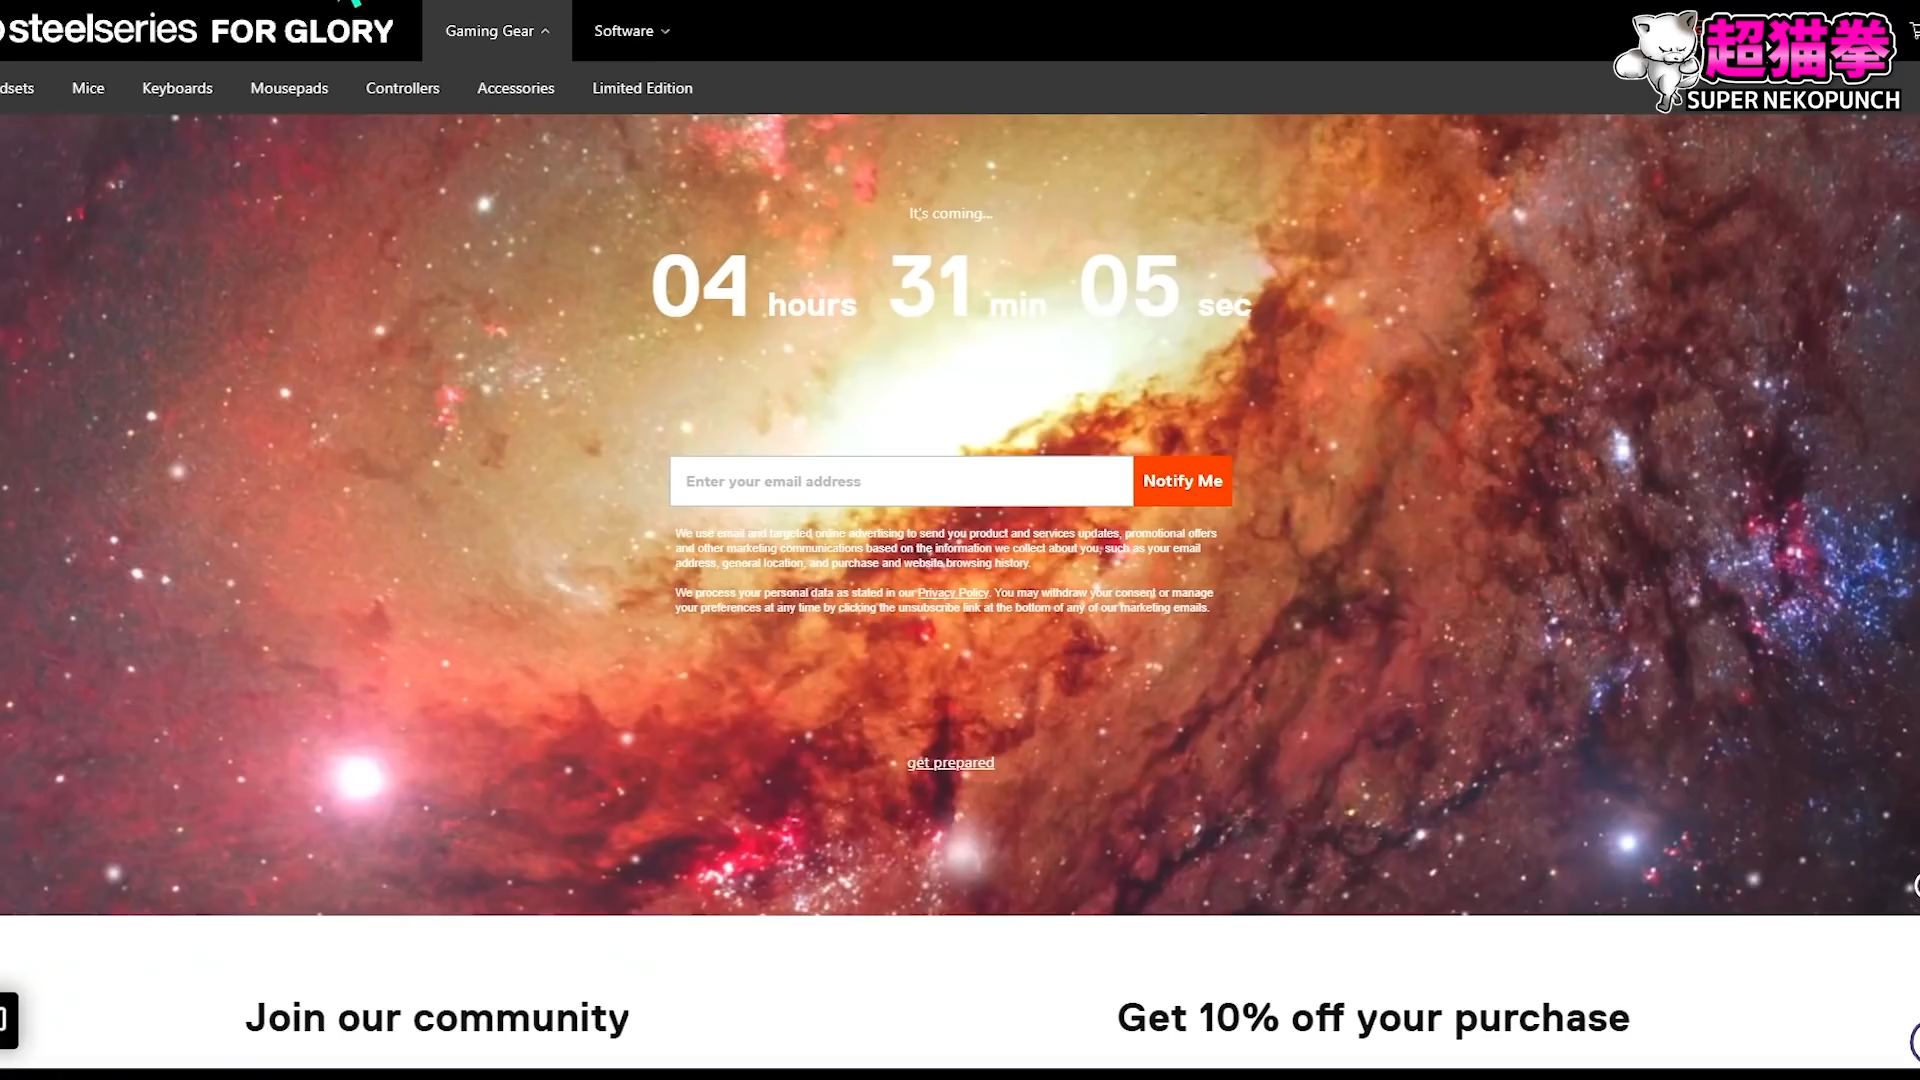 steelseries FOR GLORY
Gaming Gear
Software
超猫拳
SUPER NEKOPUNCH
dsets
Mice
Keyboards
Mousepads
Controllers
Accessories
Limited Edition
It's coming...
04 hours 31 min 05 sec
Enter your email address
Notify Me
We use email and targeted online advertising to send you product and services updates, promotional offers
and other marketing communications based on the information we collect about you, such as your email
address, general location, and purchase and website browsing history.
We process your personal data as stated in our Privacy Policy. You may withdraw your consent or manage
your preferences at any time by clicking the unsubscribe link at the bottom of any of our marketing emails.
get prepared
Join our community
Get 10% off your purchase